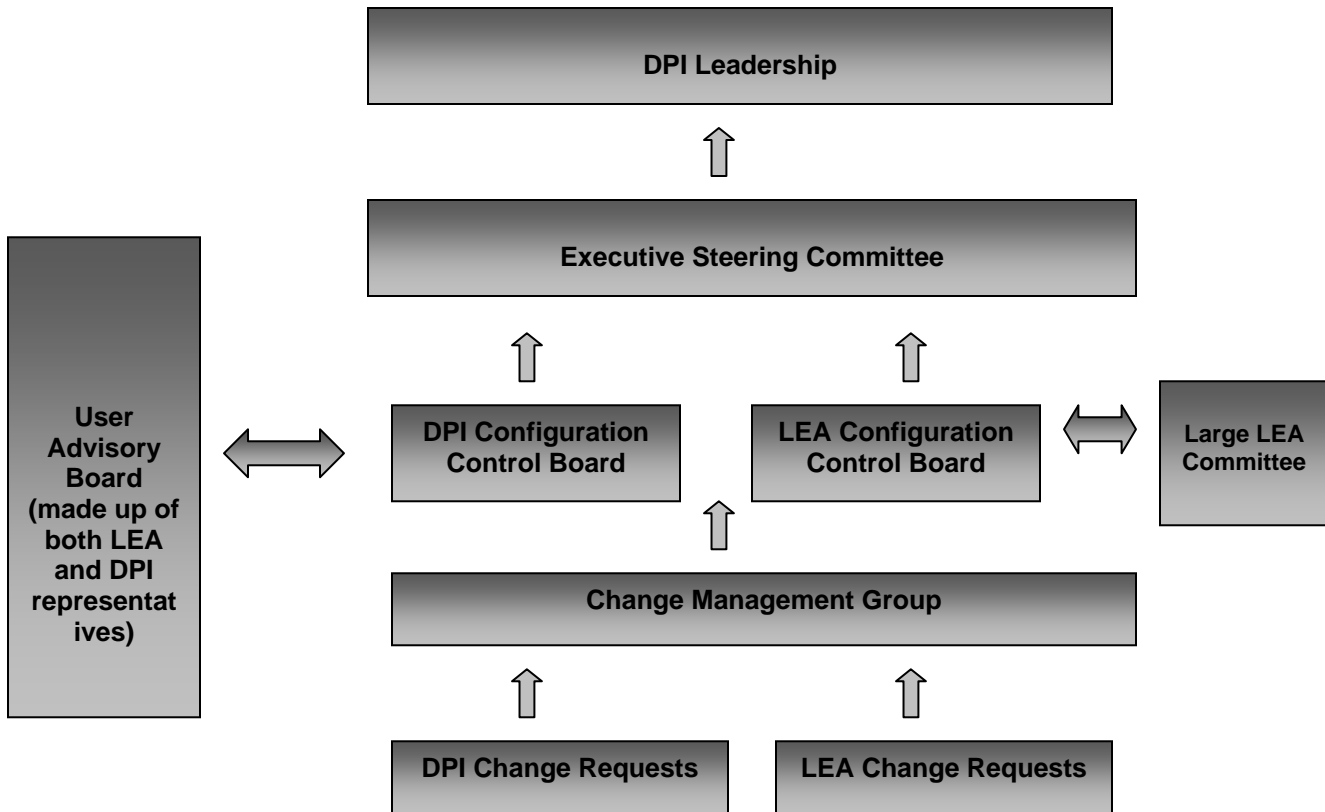 DPI Leadership
Executive Steering Committee
User
Advisory
Board
(made up of
both LEA
and DPI
representat
ives)
DPI Configuration
Control Board
LEA Configuration
Control Board
Large LEA
Committee
Change Management Group
DPI Change Requests
LEA Change Requests